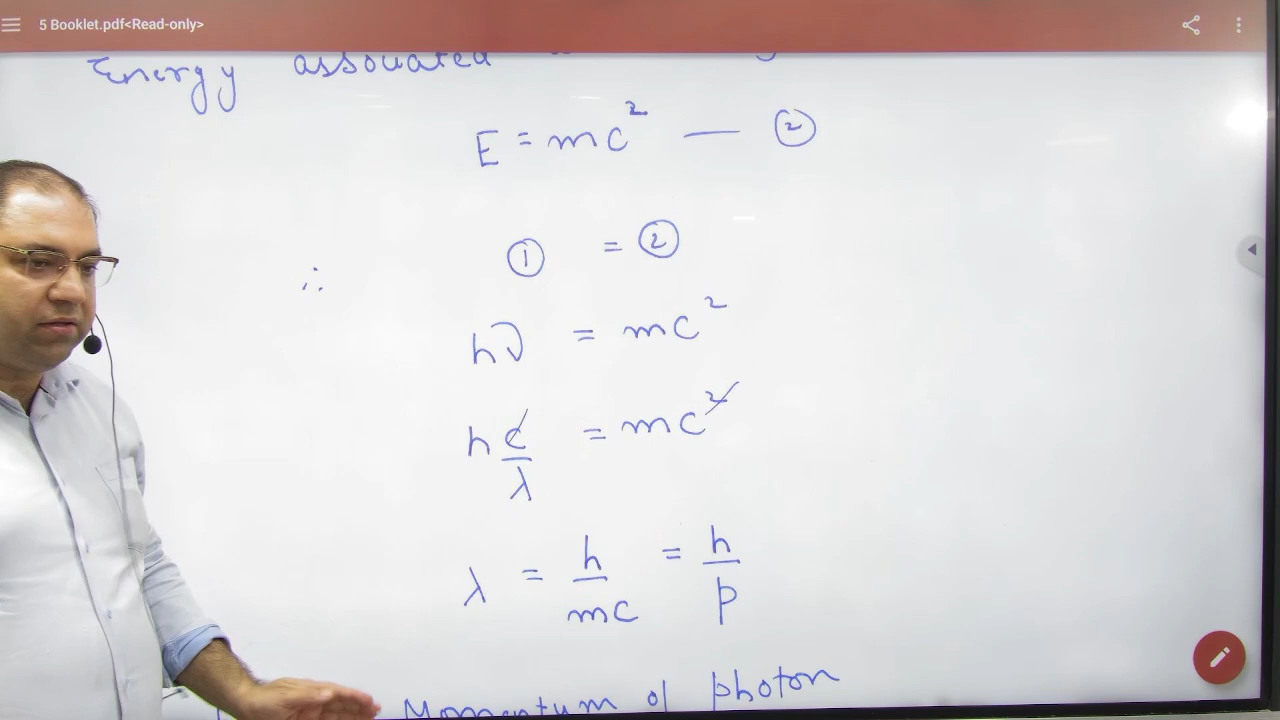 5 Booklet.pdf<Read-only>
Energy associated
E = mc² — ②
∴ ① = ②
hν = mc²
hc/λ = mc²
λ = h/mc = h/p
Momentum of photon